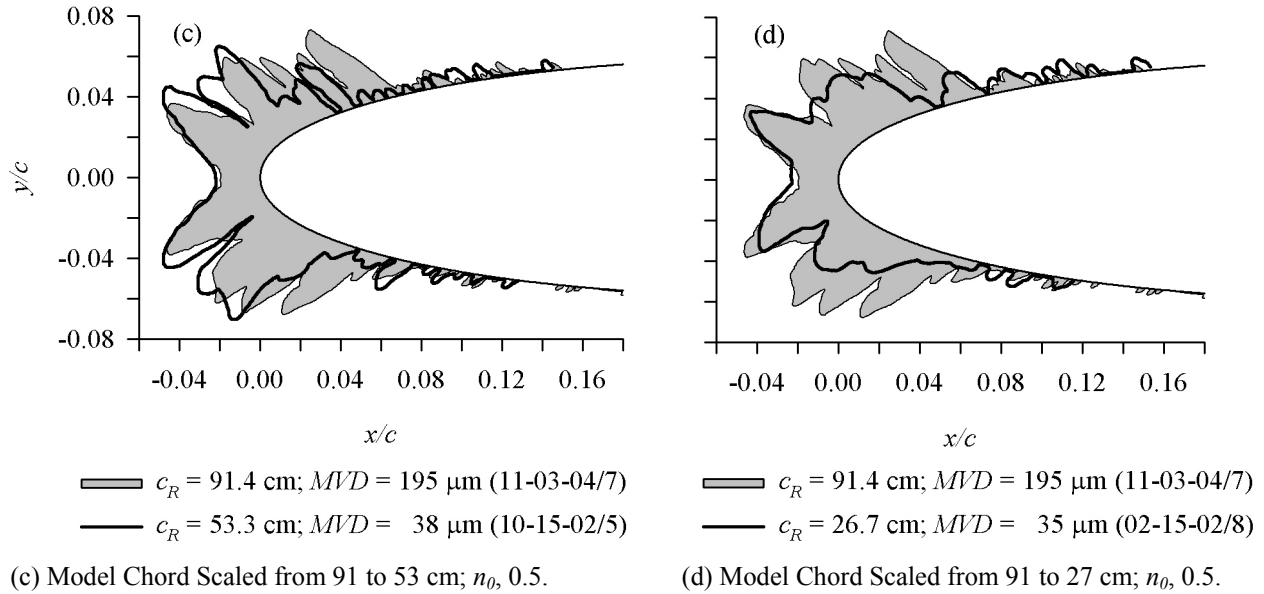 (c)
y/c
0.08
0.04
0.00
-0.04
-0.08
-0.04 0.00 0.04 0.08 0.12 0.16
x/c
c_R = 91.4 cm; MVD = 195 μm (11-03-04/7)
c_R = 53.3 cm; MVD = 38 μm (10-15-02/5)
(c) Model Chord Scaled from 91 to 53 cm; n_0, 0.5.
(d)
-0.04 0.00 0.04 0.08 0.12 0.16
x/c
c_R = 91.4 cm; MVD = 195 μm (11-03-04/7)
c_R = 26.7 cm; MVD = 35 μm (02-15-02/8)
(d) Model Chord Scaled from 91 to 27 cm; n_0, 0.5.